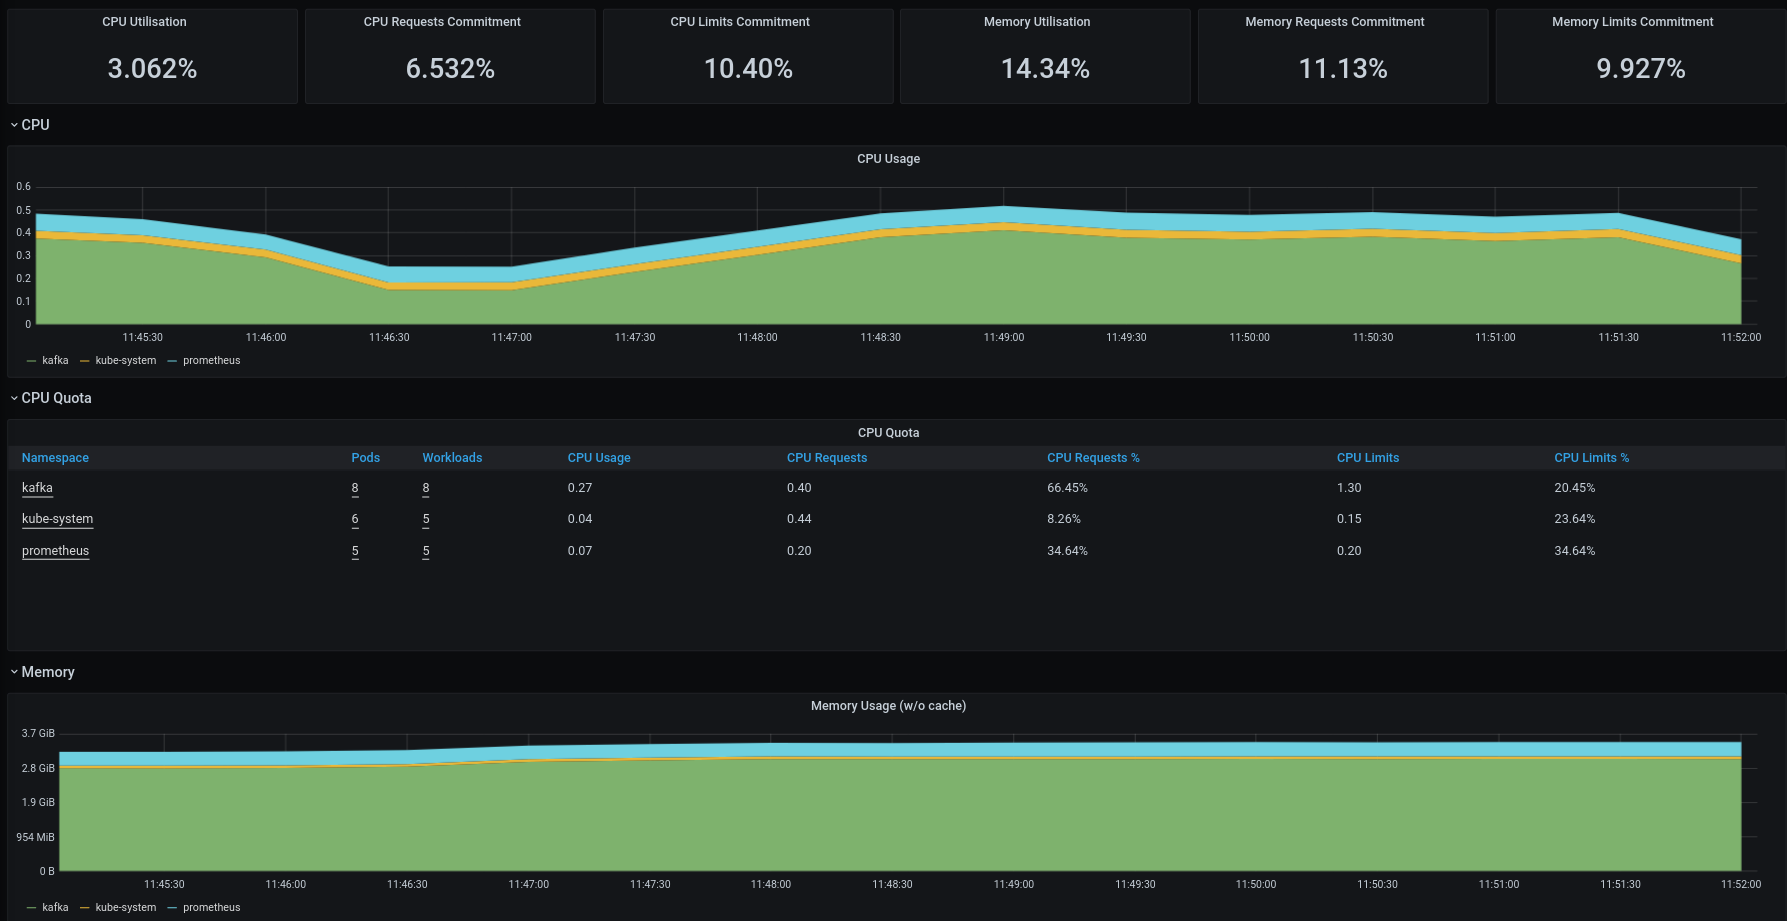 CPU Utilisation CPU Requests Commitment CPU Limits Commitment Memory Utilisation Memory Requests Commitment Memory Limits Commitment
3.062% 6.532% 10.40% 14.34% 11.13% 9.927%
CPU
CPU Usage
0.6
0.5
0.4
0.3
0.2
0.1
0
11:45:30 11:46:00 11:46:30 11:47:00 11:47:30 11:48:00 11:48:30 11:49:00 11:49:30 11:50:00 11:50:30 11:51:00 11:51:30 11:52:00
kafka kube-system prometheus
CPU Quota
CPU Quota
Namespace Pods Workloads CPU Usage CPU Requests CPU Requests % CPU Limits CPU Limits %
kafka 8 8 0.27 0.40 66.45% 1.30 20.45%
kube-system 6 5 0.04 0.44 8.26% 0.15 23.64%
prometheus 5 5 0.07 0.20 34.64% 0.20 34.64%
Memory
Memory Usage (w/o cache)
3.7 GiB
2.8 GiB
1.9 GiB
954 MiB
0 B
11:45:30 11:46:00 11:46:30 11:47:00 11:47:30 11:48:00 11:48:30 11:49:00 11:49:30 11:50:00 11:50:30 11:51:00 11:51:30 11:52:00
kafka kube-system prometheus